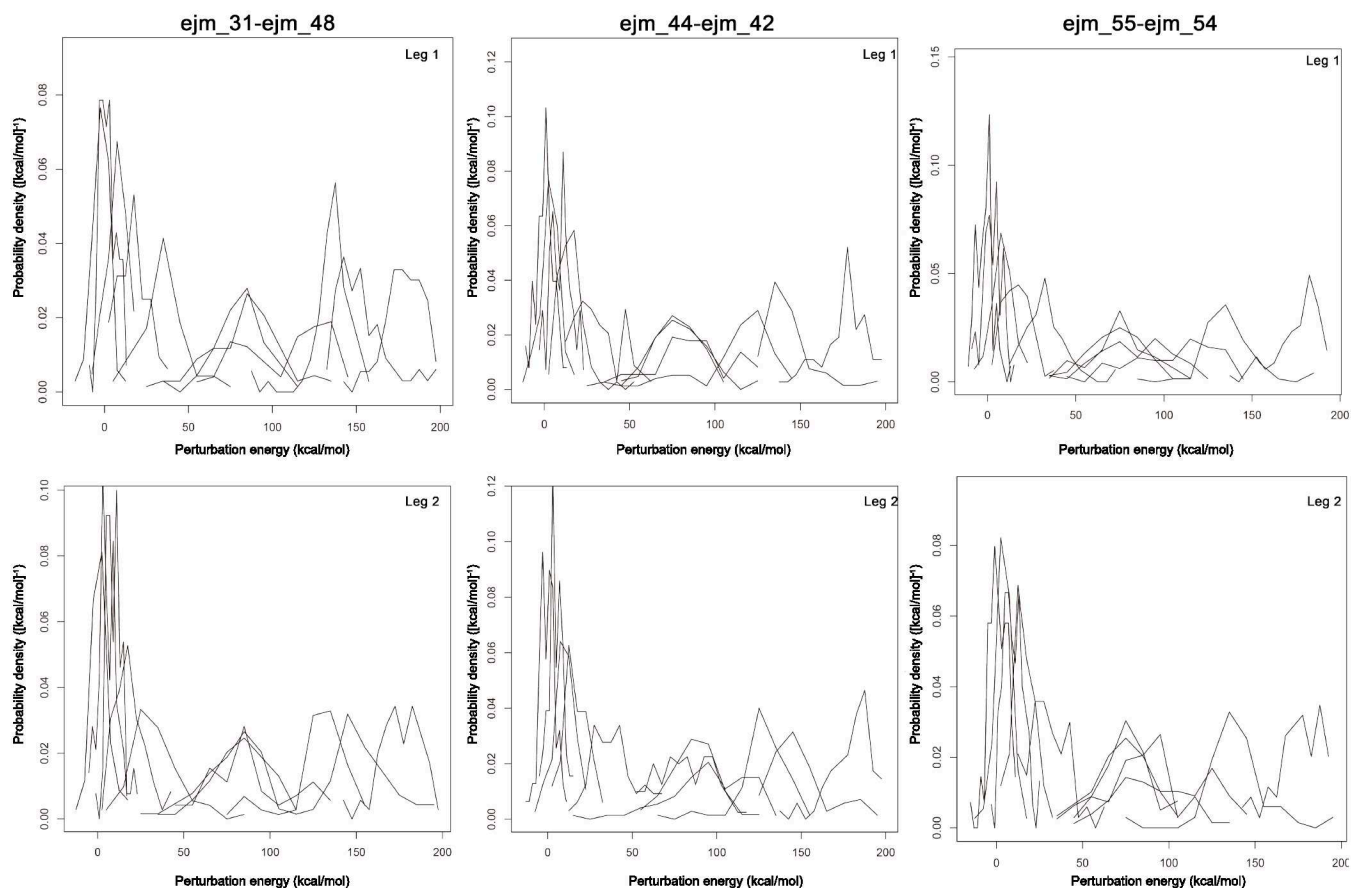 ejm_31-ejm_48
ejm_44-ejm_42
ejm_55-ejm_54
Leg 1
Probability density ([kcal/mol]⁻¹)
0.00 0.02 0.04 0.06 0.08
0 50 100 150 200
Perturbation energy (kcal/mol)
Leg 1
Probability density ([kcal/mol]⁻¹)
0.00 0.02 0.04 0.06 0.08 0.10 0.12
0 50 100 150 200
Perturbation energy (kcal/mol)
Leg 1
Probability density ([kcal/mol]⁻¹)
0.00 0.05 0.10 0.15
0 50 100 150 200
Perturbation energy (kcal/mol)
Leg 2
Probability density ([kcal/mol]⁻¹)
0.00 0.02 0.04 0.06 0.08 0.10
0 50 100 150 200
Perturbation energy (kcal/mol)
Leg 2
Probability density ([kcal/mol]⁻¹)
0.00 0.02 0.04 0.06 0.08 0.10 0.12
0 50 100 150 200
Perturbation energy (kcal/mol)
Leg 2
Probability density ([kcal/mol]⁻¹)
0.00 0.02 0.04 0.06 0.08
0 50 100 150 200
Perturbation energy (kcal/mol)